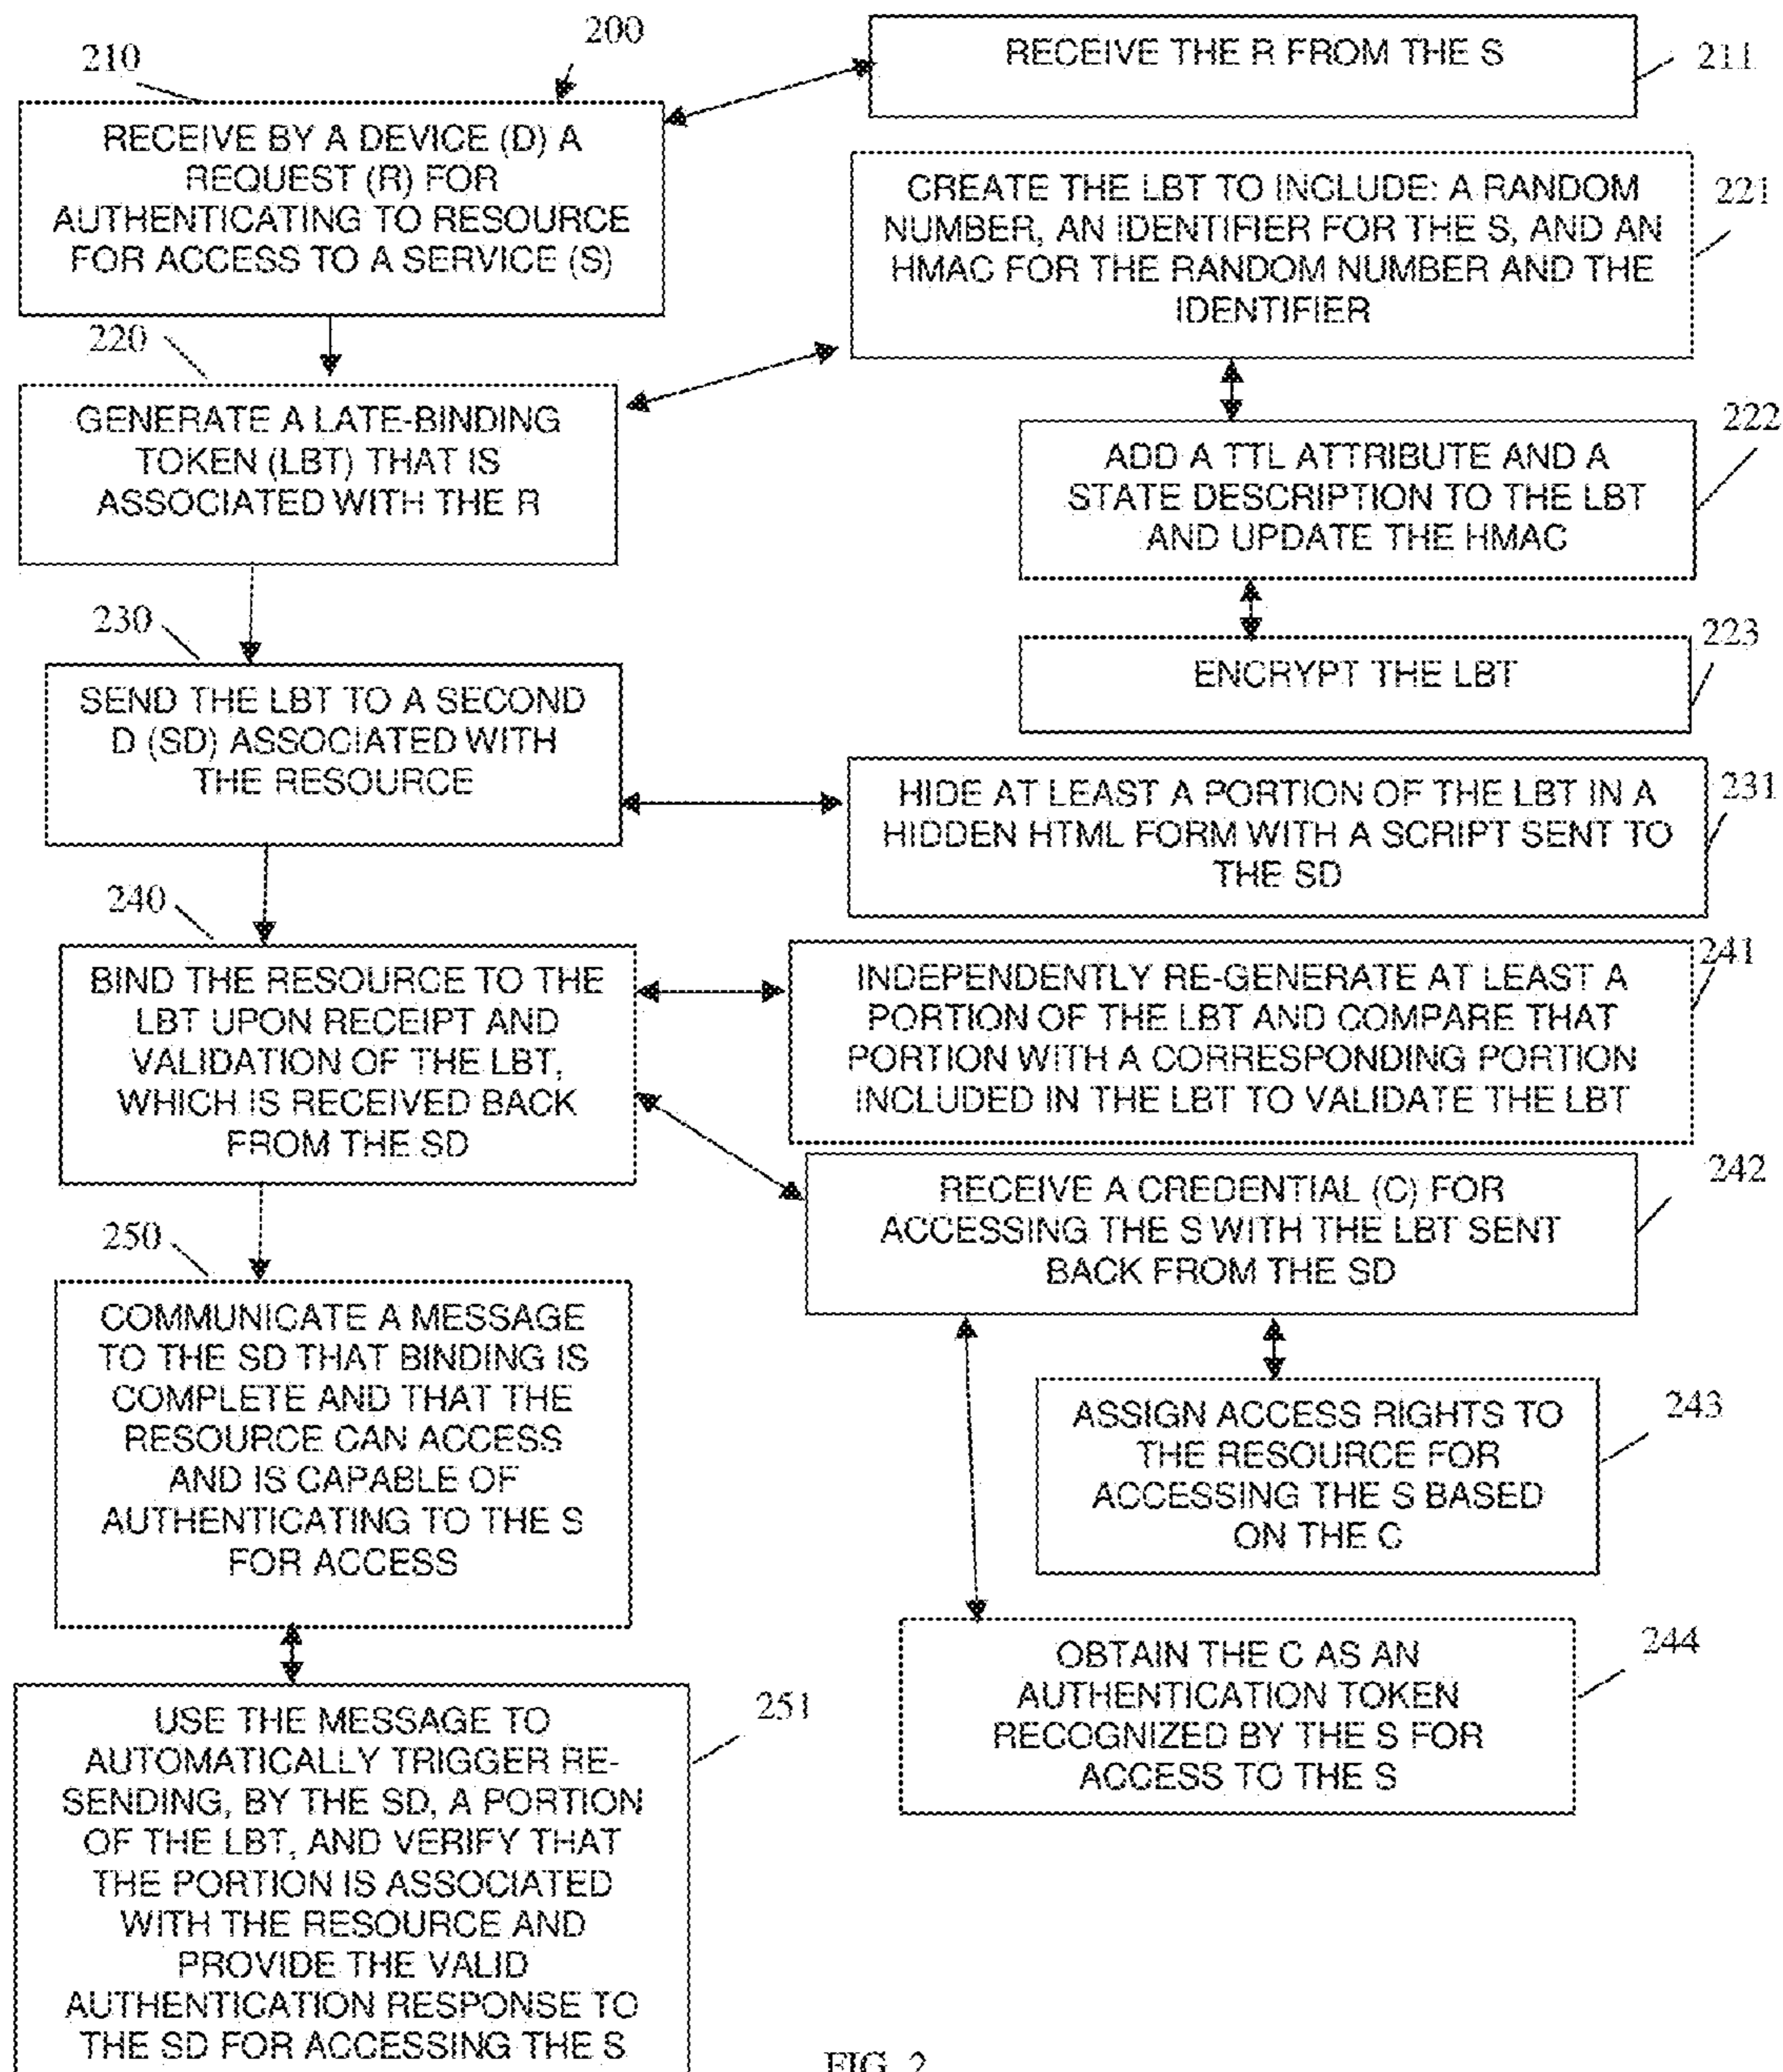 200
210
RECEIVE BY A DEVICE (D) A
REQUEST (R) FOR
AUTHENTICATING TO RESOURCE
FOR ACCESS TO A SERVICE (S)
RECEIVE THE R FROM THE S
211
CREATE THE LBT TO INCLUDE: A RANDOM
NUMBER, AN IDENTIFIER FOR THE S, AND AN
HMAC FOR THE RANDOM NUMBER AND THE
IDENTIFIER
221
220
GENERATE A LATE-BINDING
TOKEN (LBT) THAT IS
ASSOCIATED WITH THE R
ADD A TTL ATTRIBUTE AND A
STATE DESCRIPTION TO THE LBT
AND UPDATE THE HMAC
222
ENCRYPT THE LBT
223
230
SEND THE LBT TO A SECOND
D (SD) ASSOCIATED WITH
THE RESOURCE
HIDE AT LEAST A PORTION OF THE LBT IN A
HIDDEN HTML FORM WITH A SCRIPT SENT TO
THE SD
231
240
BIND THE RESOURCE TO THE
LBT UPON RECEIPT AND
VALIDATION OF THE LBT,
WHICH IS RECEIVED BACK
FROM THE SD
INDEPENDENTLY RE-GENERATE AT LEAST A
PORTION OF THE LBT AND COMPARE THAT
PORTION WITH A CORRESPONDING PORTION
INCLUDED IN THE LBT TO VALIDATE THE LBT
241
RECEIVE A CREDENTIAL (C) FOR
ACCESSING THE S WITH THE LBT SENT
BACK FROM THE SD
242
250
COMMUNICATE A MESSAGE
TO THE SD THAT BINDING IS
COMPLETE AND THAT THE
RESOURCE CAN ACCESS
AND IS CAPABLE OF
AUTHENTICATING TO THE S
FOR ACCESS
ASSIGN ACCESS RIGHTS TO
THE RESOURCE FOR
ACCESSING THE S BASED
ON THE C
243
OBTAIN THE C AS AN
AUTHENTICATION TOKEN
RECOGNIZED BY THE S FOR
ACCESS TO THE S
244
USE THE MESSAGE TO
AUTOMATICALLY TRIGGER RE-
SENDING, BY THE SD, A PORTION
OF THE LBT, AND VERIFY THAT
THE PORTION IS ASSOCIATED
WITH THE RESOURCE AND
PROVIDE THE VALID
AUTHENTICATION RESPONSE TO
THE SD FOR ACCESSING THE S
251
FIG. 2